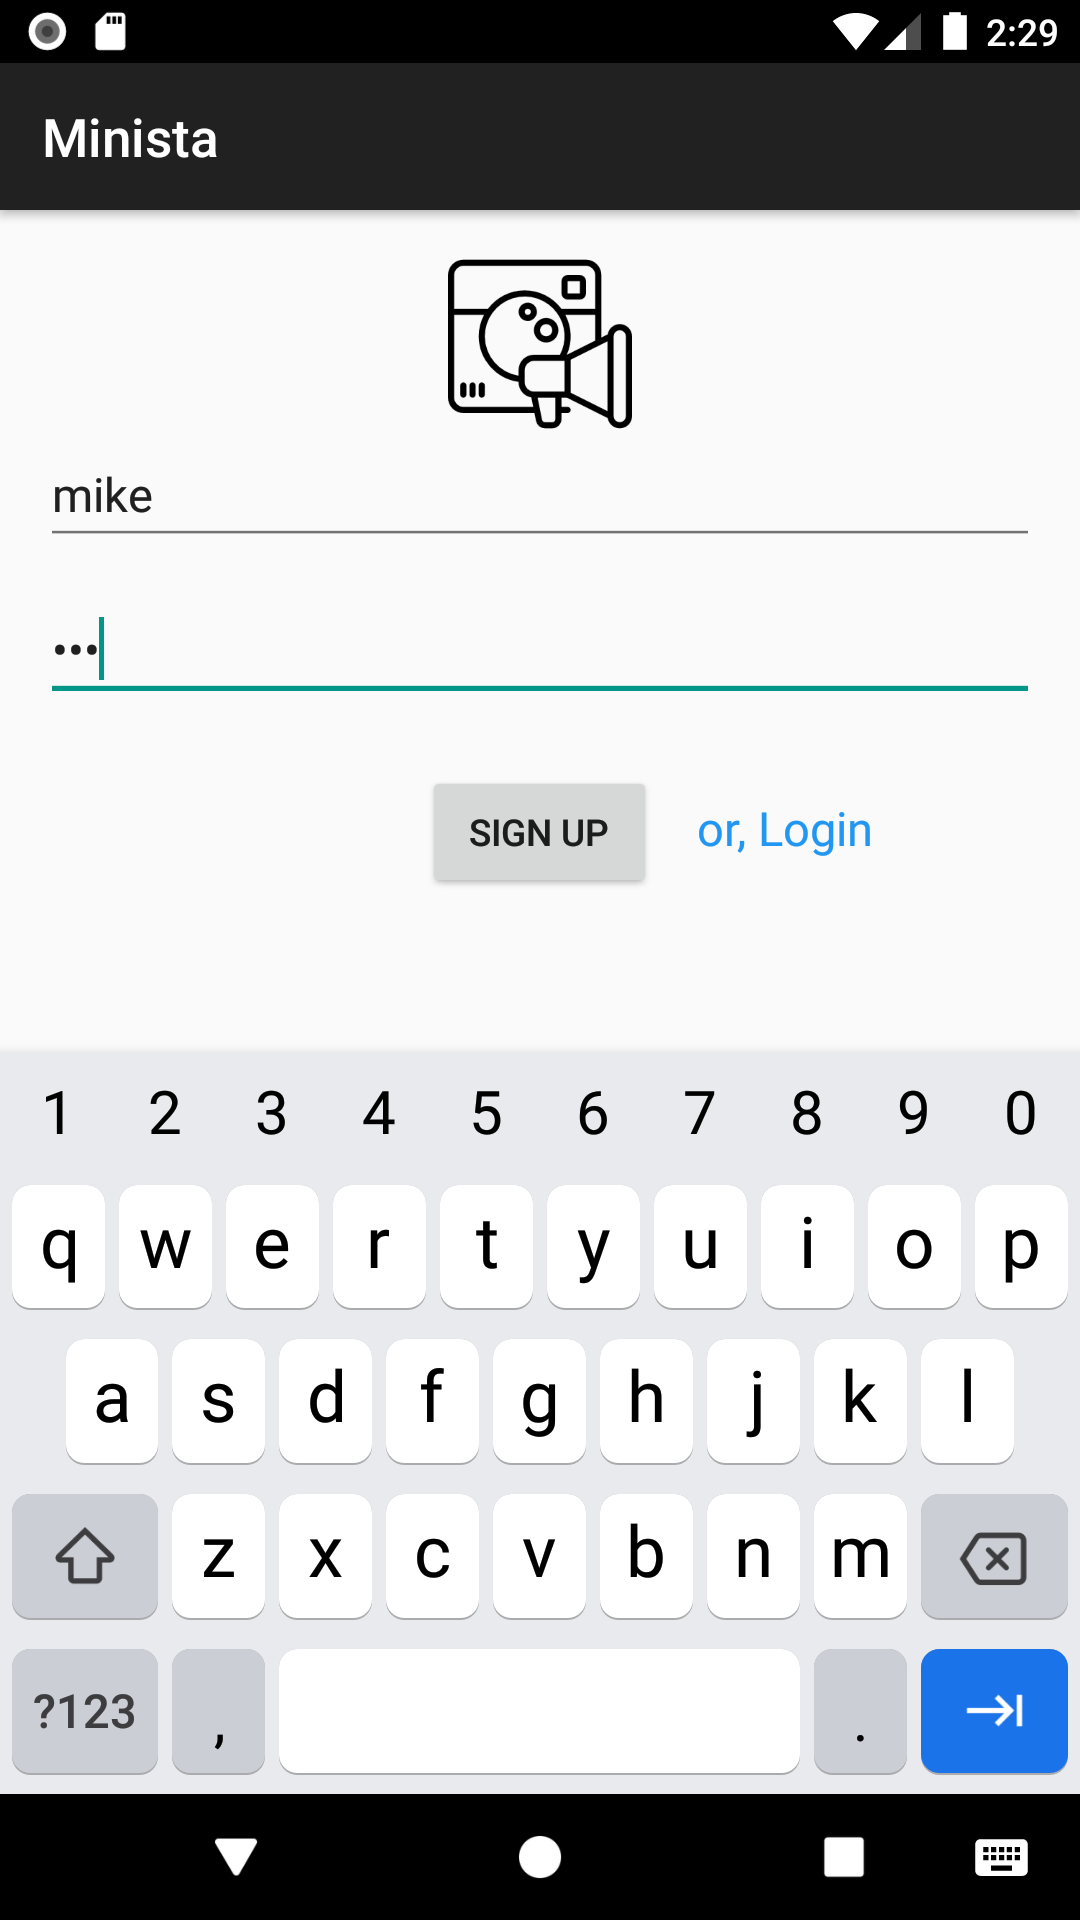 2:29
Minista
mike
•••
SIGN UP or, Login
1 2 3 4 5 6 7 8 9 0
q w e r t y u i o p
a s d f g h j k l
z x c v b n m
?123 , .